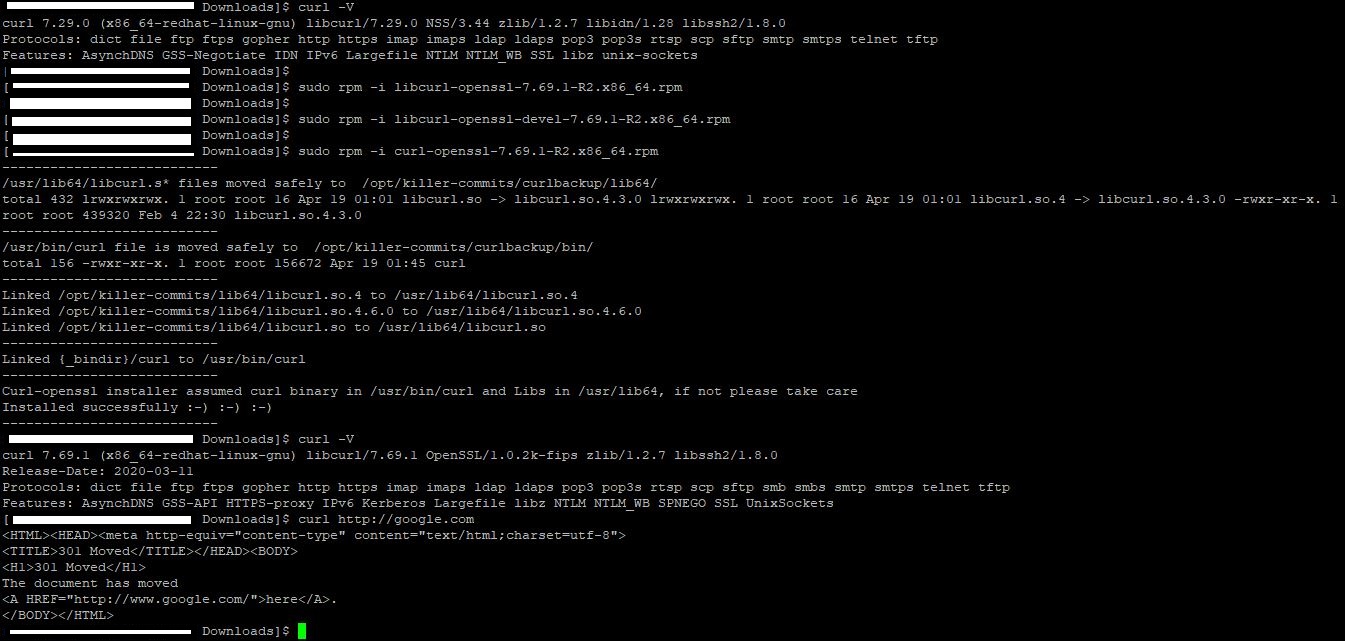 Downloads]$ curl -V
curl 7.29.0 (x86_64-redhat-linux-gnu) libcurl/7.29.0 NSS/3.44 zlib/1.2.7 libidn/1.28 libssh2/1.8.0
Protocols: dict file ftp ftps gopher http https imap imaps ldap ldaps pop3 pop3s rtsp scp sftp smtp smtps telnet tftp
Features: AsynchDNS GSS-Negotiate IDN IPv6 Largefile NTLM NTLM_WB SSL libz unix-sockets
Downloads]$
[ Downloads]$ sudo rpm -i libcurl-openssl-7.69.1-R2.x86_64.rpm
Downloads]$
[ Downloads]$ sudo rpm -i libcurl-openssl-devel-7.69.1-R2.x86_64.rpm
[ Downloads]$
[ Downloads]$ sudo rpm -i curl-openssl-7.69.1-R2.x86_64.rpm
---------------------------
/usr/lib64/libcurl.s* files moved safely to  /opt/killer-commits/curlbackup/lib64/
total 432 lrwxrwxrwx. 1 root root 16 Apr 19 01:01 libcurl.so -> libcurl.so.4.3.0 lrwxrwxrwx. 1 root root 16 Apr 19 01:01 libcurl.so.4 -> libcurl.so.4.3.0 -rwxr-xr-x. 1
root root 439320 Feb 4 22:30 libcurl.so.4.3.0
---------------------------
/usr/bin/curl file is moved safely to  /opt/killer-commits/curlbackup/bin/
total 156 -rwxr-xr-x. 1 root root 156672 Apr 19 01:45 curl
---------------------------
Linked /opt/killer-commits/lib64/libcurl.so.4 to /usr/lib64/libcurl.so.4
Linked /opt/killer-commits/lib64/libcurl.so.4.6.0 to /usr/lib64/libcurl.so.4.6.0
Linked /opt/killer-commits/lib64/libcurl.so to /usr/lib64/libcurl.so
---------------------------
Linked {_bindir}/curl to /usr/bin/curl
---------------------------
Curl-openssl installer assumed curl binary in /usr/bin/curl and Libs in /usr/lib64, if not please take care
Installed successfully :-) :-) :-)
---------------------------
Downloads]$ curl -V
curl 7.69.1 (x86_64-redhat-linux-gnu) libcurl/7.69.1 OpenSSL/1.0.2k-fips zlib/1.2.7 libssh2/1.8.0
Release-Date: 2020-03-11
Protocols: dict file ftp ftps gopher http https imap imaps ldap ldaps pop3 pop3s rtsp scp sftp smb smbs smtp smtps telnet tftp
Features: AsynchDNS GSS-API HTTPS-proxy IPv6 Kerberos Largefile libz NTLM NTLM_WB SPNEGO SSL UnixSockets
[ Downloads]$ curl http://google.com
<HTML><HEAD><meta http-equiv="content-type" content="text/html;charset=utf-8">
<TITLE>301 Moved</TITLE></HEAD><BODY>
<H1>301 Moved</H1>
The document has moved
<A HREF="http://www.google.com/">here</A>.
</BODY></HTML>
Downloads]$